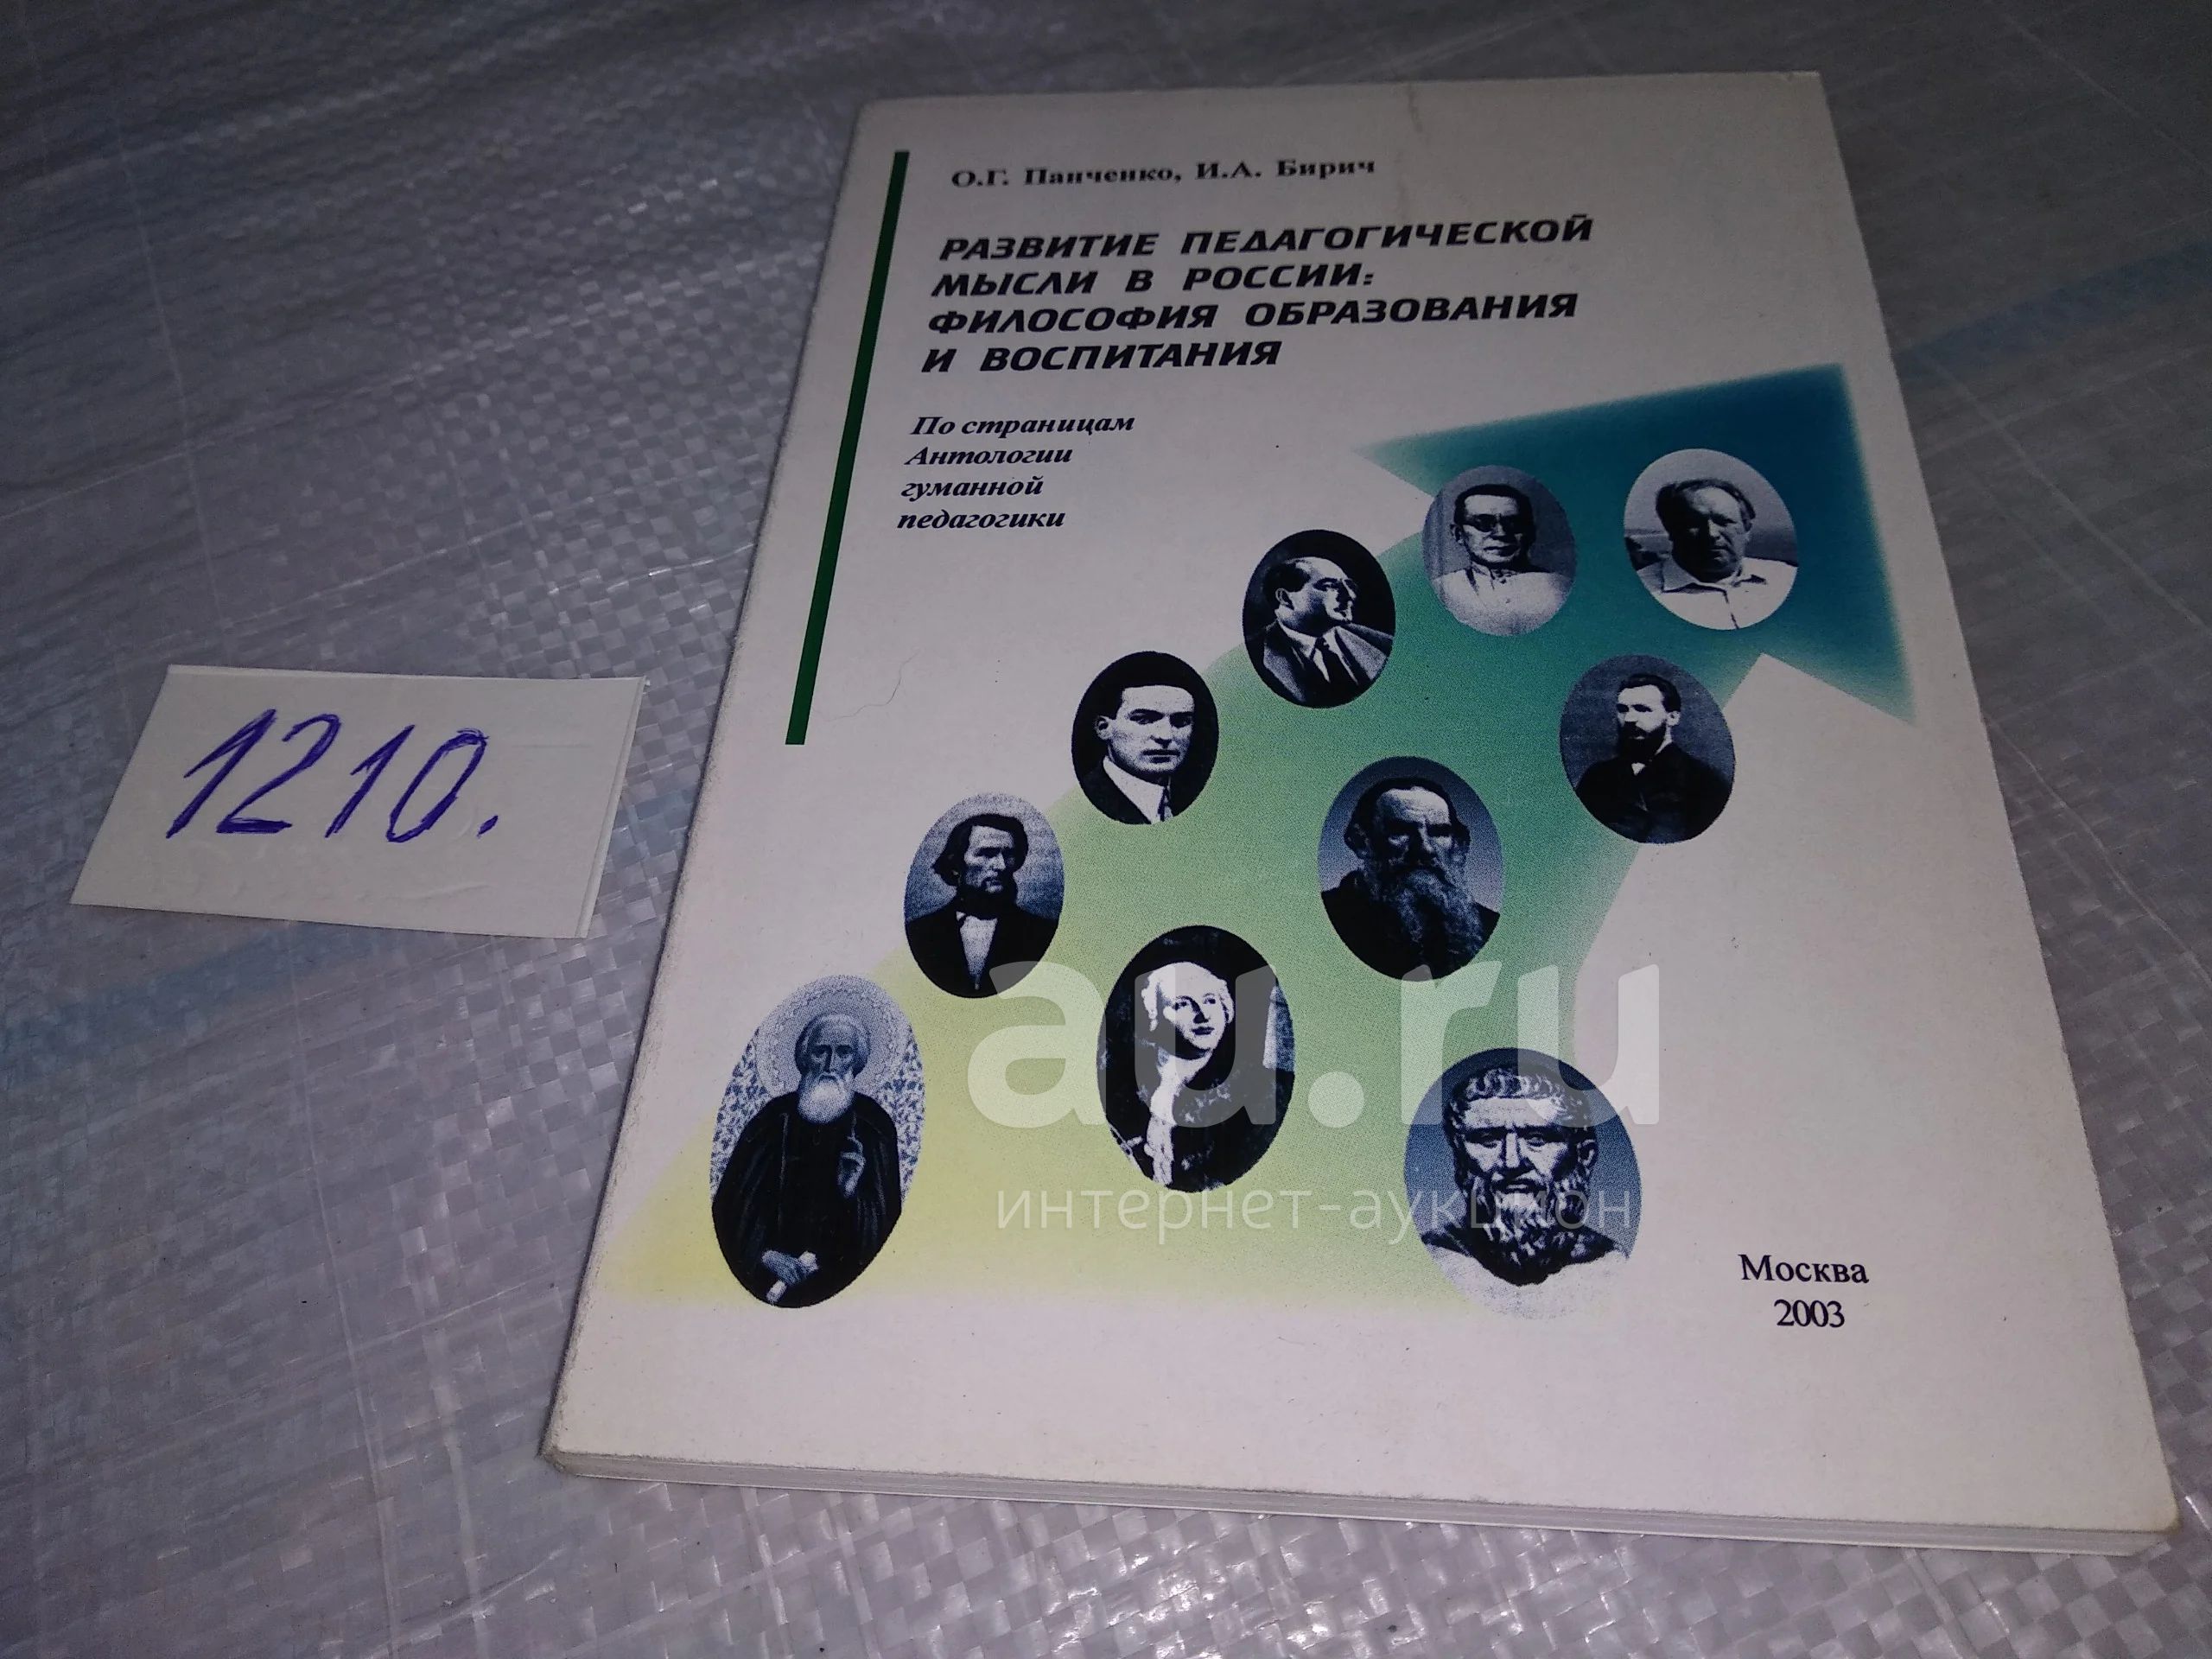 О.Г. Панченко, И.А. Бирич
РАЗВИТИЕ ПЕДАГОГИЧЕСКОЙ
МЫСЛИ В РОССИИ:
ФИЛОСОФИЯ ОБРАЗОВАНИЯ
И ВОСПИТАНИЯ
По страницам
Антологии
гуманной
педагогики
1210.
au.ru
интернет-аукцион
Москва
2003